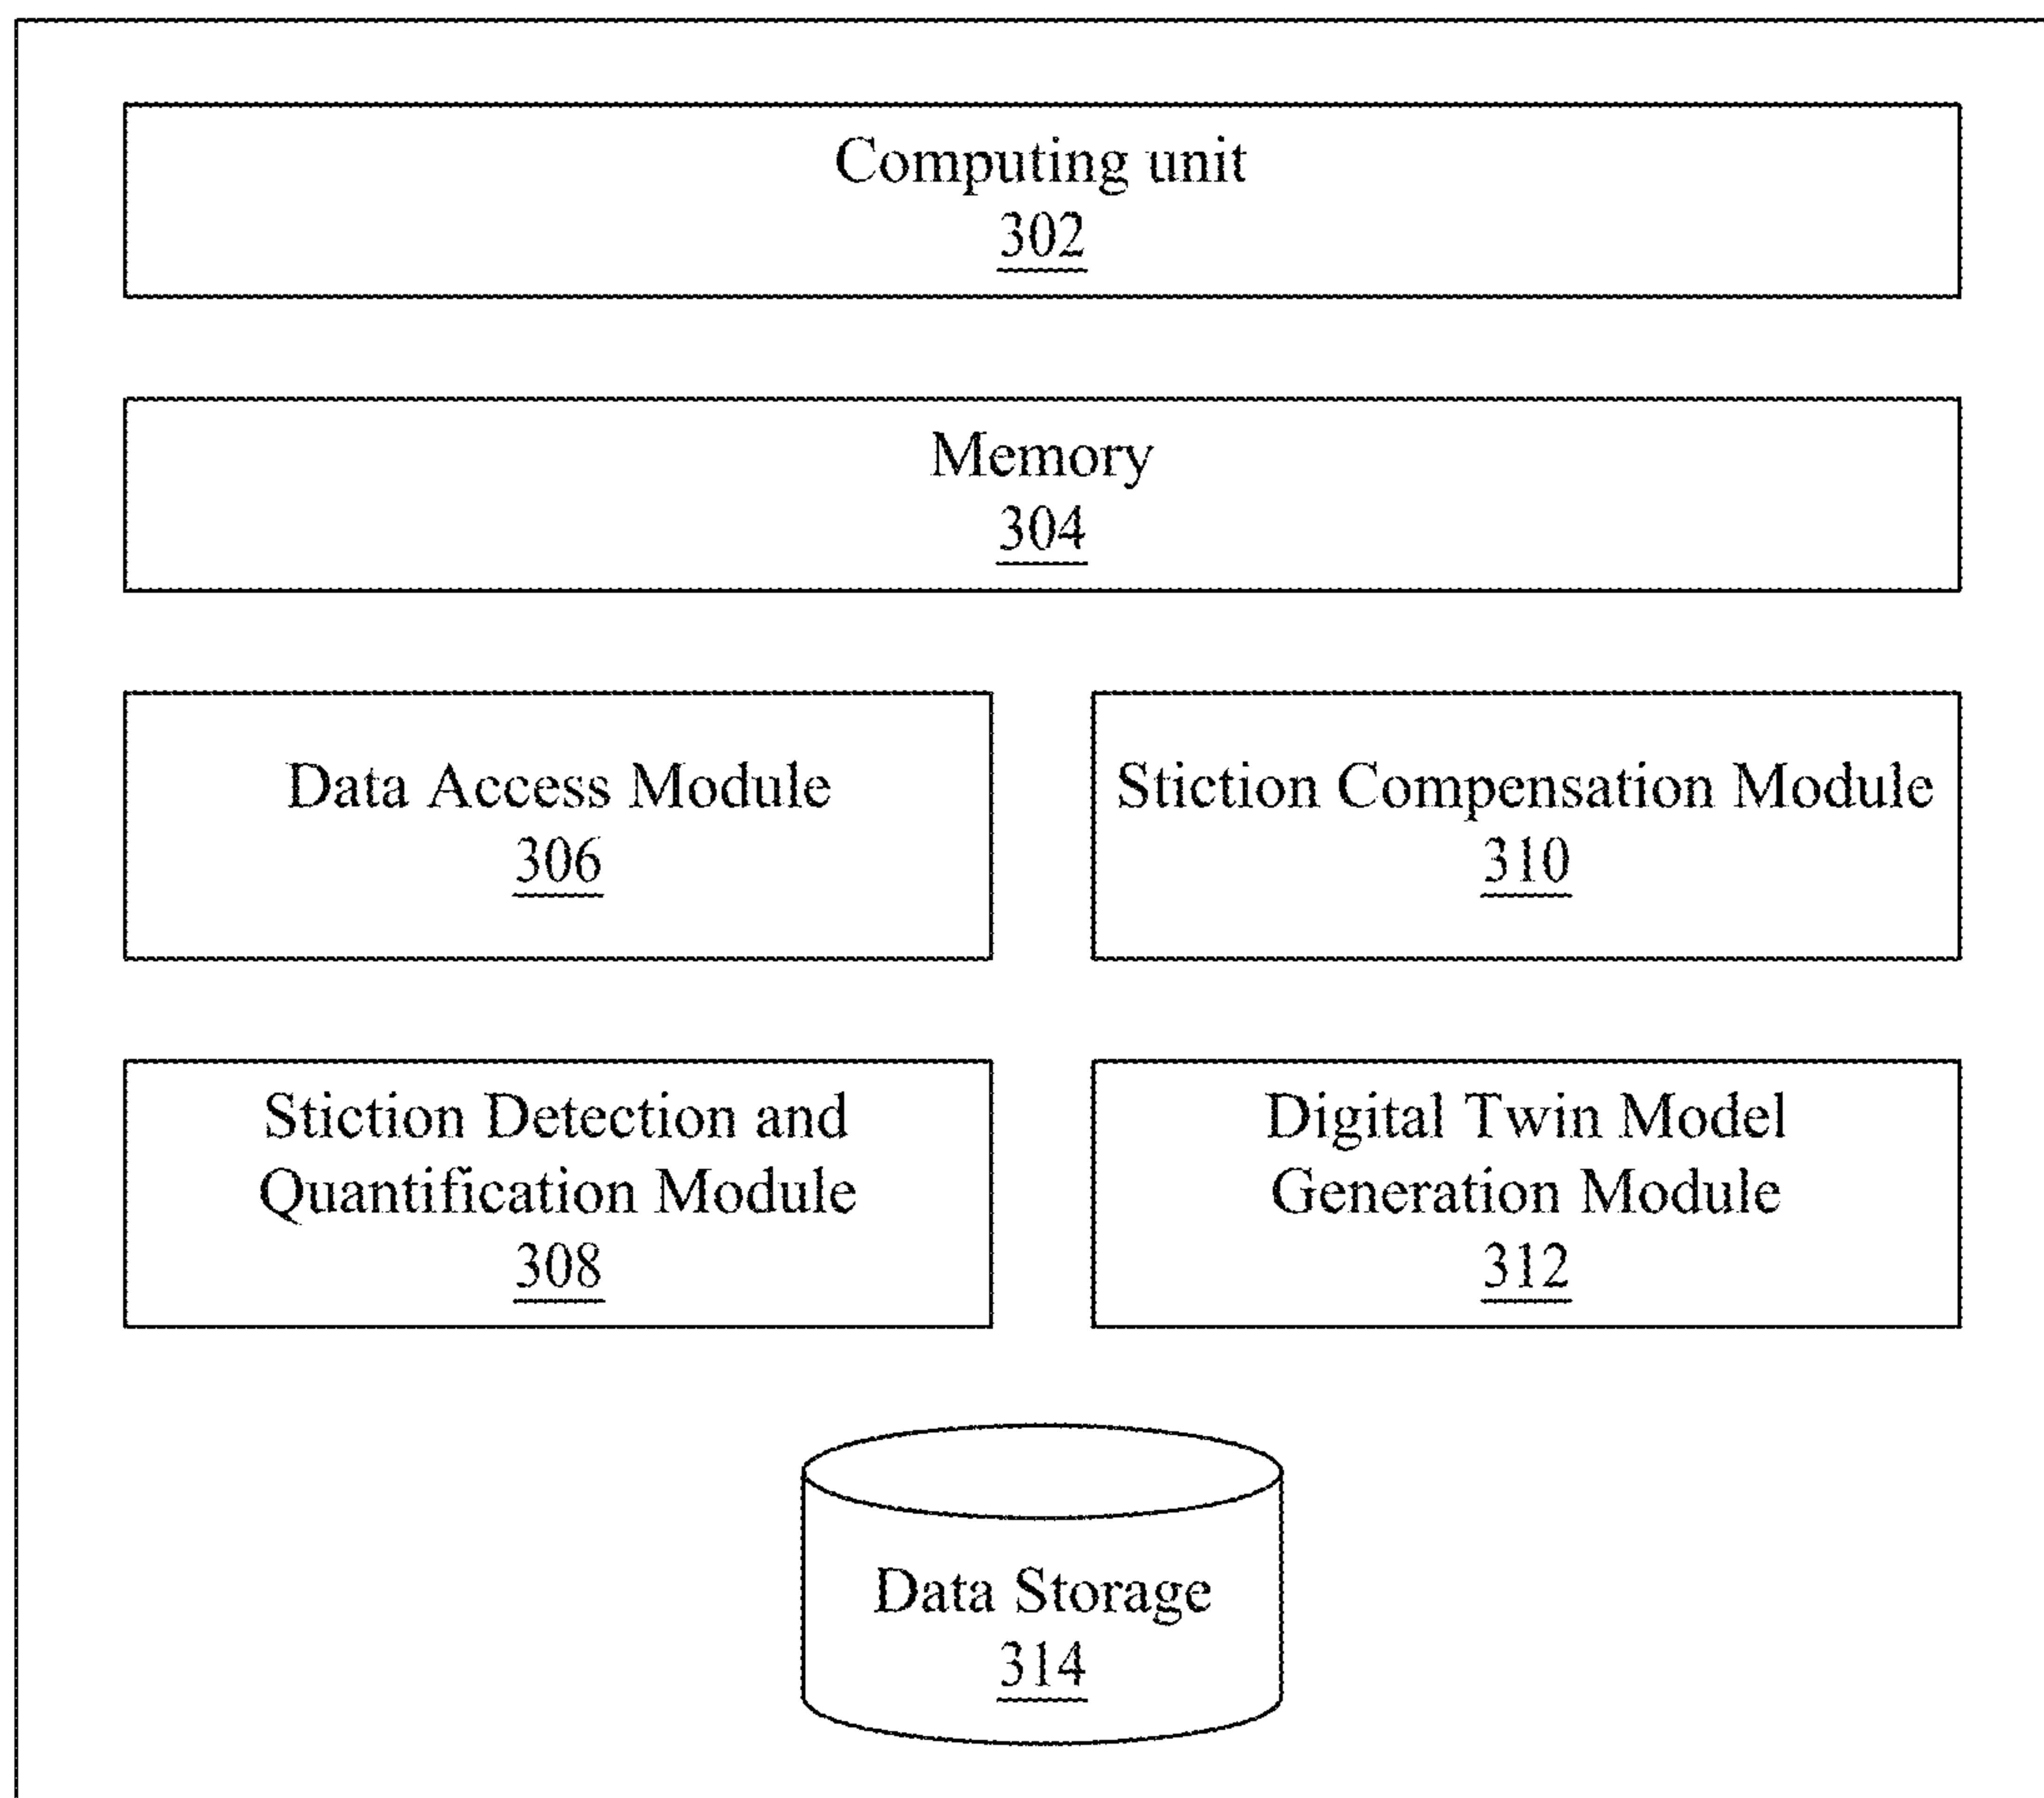 Computing unit
302
Memory
304
Data Access Module
306
Stiction Compensation Module
310
Stiction Detection and
Quantification Module
308
Digital Twin Model
Generation Module
312
Data Storage
314